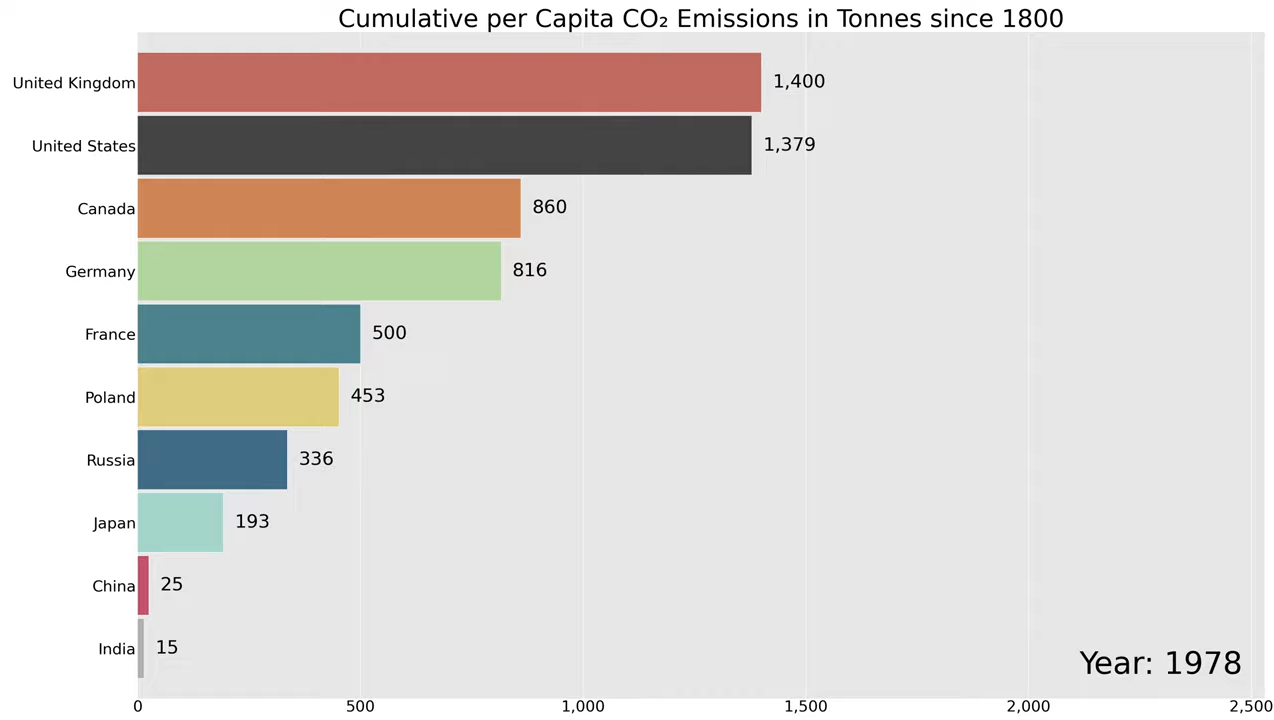 Cumulative per Capita CO₂ Emissions in Tonnes since 1800
United Kingdom 1,400
United States 1,379
Canada 860
Germany 816
France 500
Poland 453
Russia 336
Japan 193
China 25
India 15
Year: 1978
0 500 1,000 1,500 2,000 2,500